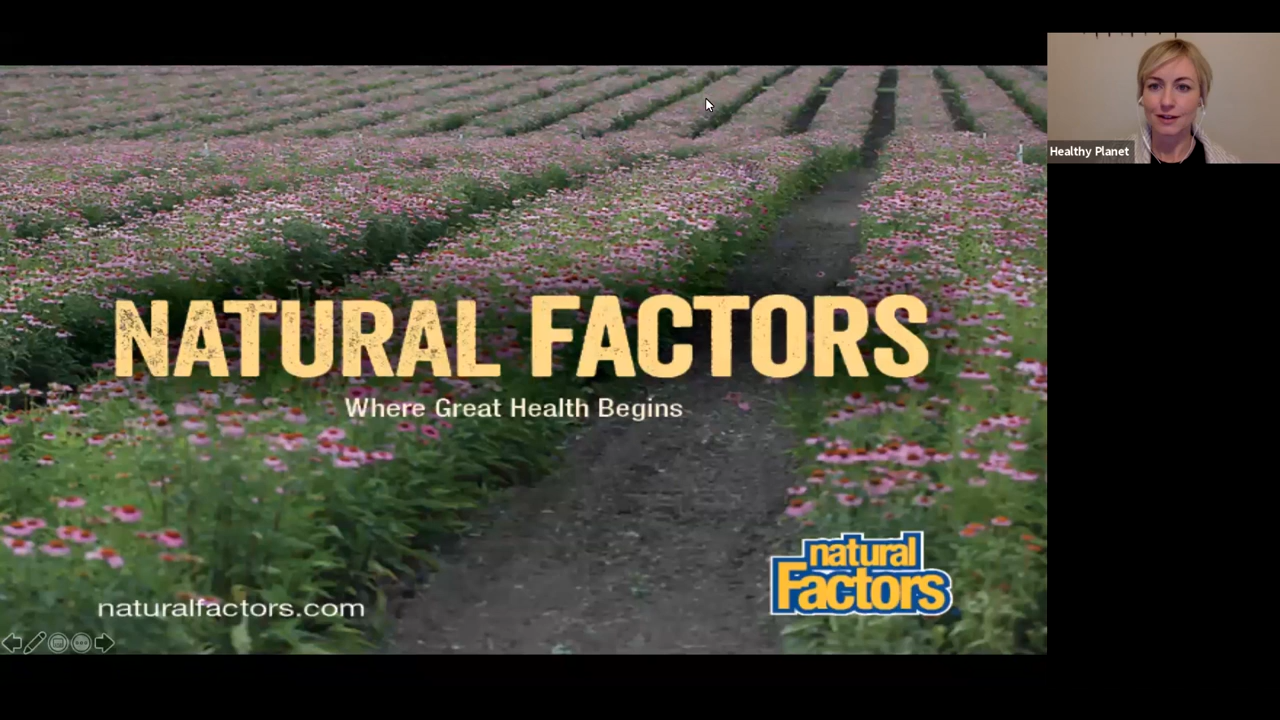 Healthy Planet
NATURAL FACTORS
Where Great Health Begins
natural
Factors
naturalfactors.com